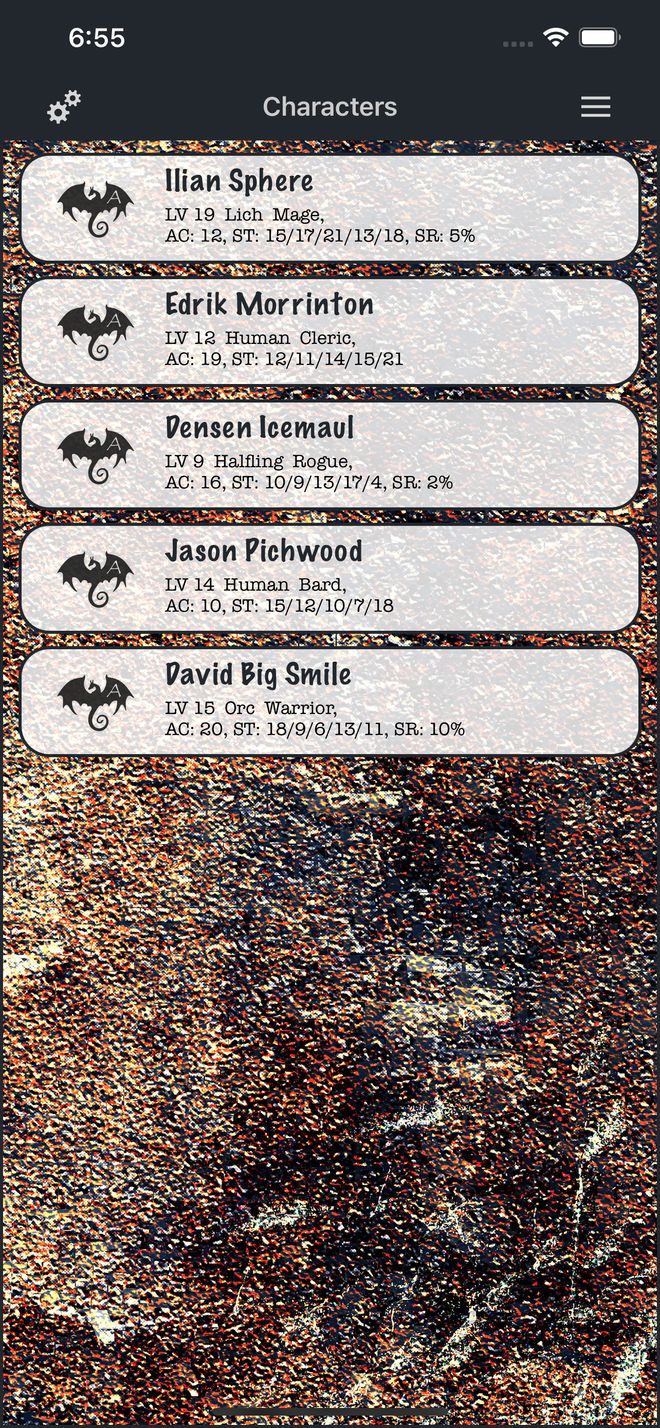 6:55
Characters
Ilian Sphere
LV 19 Lich Mage,
AC: 12, ST: 15/17/21/13/18, SR: 5%
Edrik Morrinton
LV 12 Human Cleric,
AC: 19, ST: 12/11/14/15/21
Densen Icemaul
LV 9 Halfling Rogue,
AC: 16, ST: 10/9/13/17/4, SR: 2%
Jason Pichwood
LV 14 Human Bard,
AC: 10, ST: 15/12/10/7/18
David Big Smile
LV 15 Orc Warrior,
AC: 20, ST: 18/9/6/13/11, SR: 10%